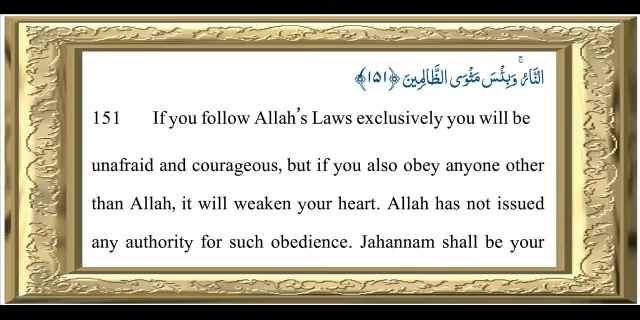 النَّارُ ۚ وَبِئْسَ مَثْوَى الظَّالِمِينَ ﴿١٥١﴾
151 If you follow Allah’s Laws exclusively you will be
unafraid and courageous, but if you also obey anyone other
than Allah, it will weaken your heart. Allah has not issued
any authority for such obedience. Jahannam shall be your